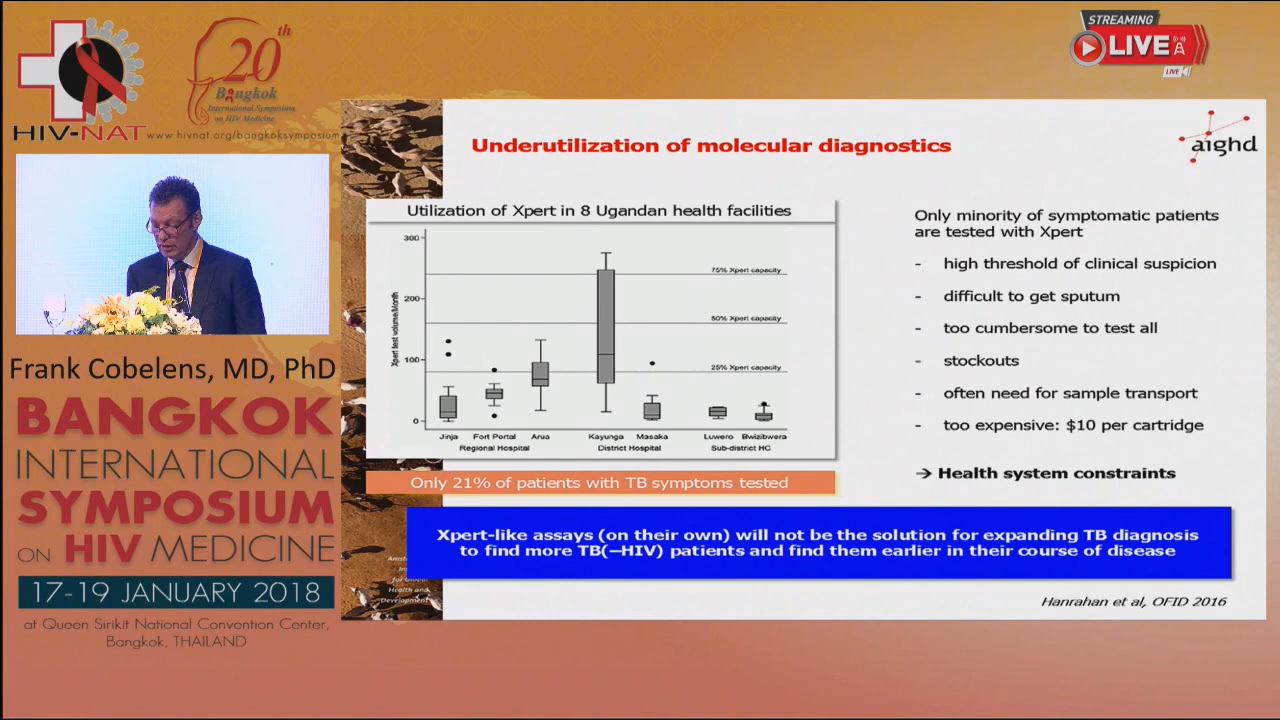 STREAMING
LIVE
LIVE
20th
Bangkok
International Symposium
on HIV Medicine
HIV-NAT
www.hivnat.org/bangkoksymposium
Frank Cobelens, MD, PhD
BANGKOK
INTERNATIONAL
SYMPOSIUM
ON HIV MEDICINE
17-19 JANUARY 2018
at Queen Sirikit National Convention Center,
Bangkok, THAILAND
Underutilization of molecular diagnostics
aighd
Utilization of Xpert in 8 Ugandan health facilities
Xpert test volume/Month
300
200
100
0
75% Xpert capacity
50% Xpert capacity
25% Xpert capacity
Jinja Fort Portal Arua Kayunga Masaka Luwero Bwizibwera
Regional Hospital District Hospital Sub-district HC
Only 21% of patients with TB symptoms tested
Only minority of symptomatic patients
are tested with Xpert
- high threshold of clinical suspicion
- difficult to get sputum
- too cumbersome to test all
- stockouts
- often need for sample transport
- too expensive: $10 per cartridge
→ Health system constraints
Xpert-like assays (on their own) will not be the solution for expanding TB diagnosis
to find more TB(—HIV) patients and find them earlier in their course of disease
for Global
Health and
Development
Hanrahan et al, OFID 2016